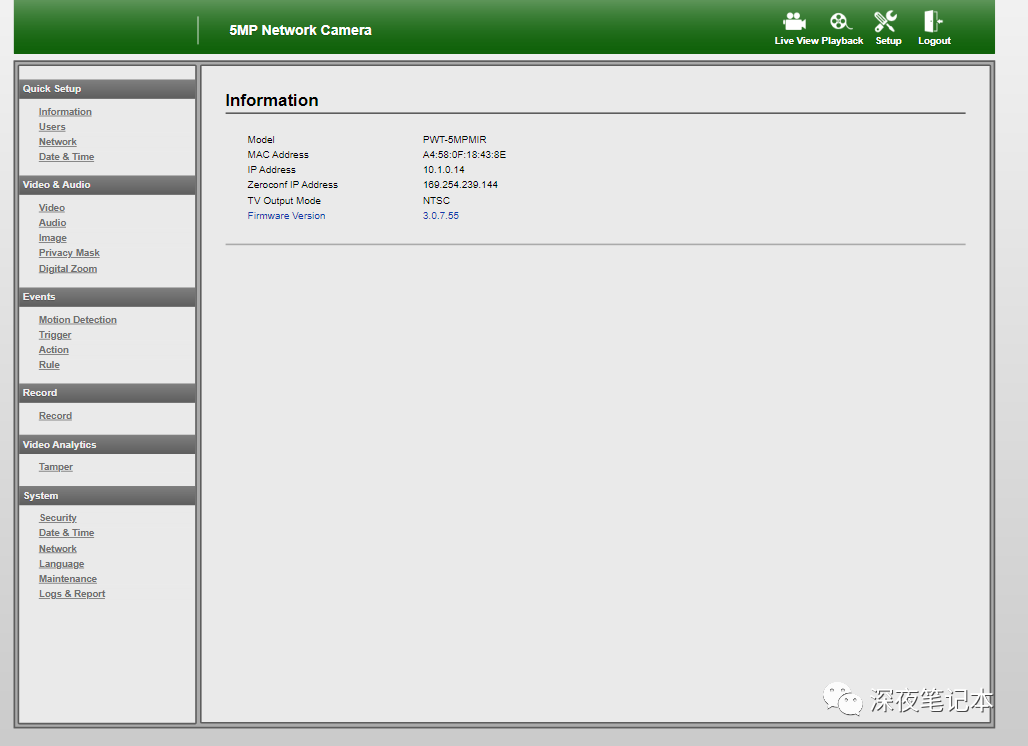 5MP Network Camera
Live View Playback Setup Logout
Quick Setup
Information
Users
Network
Date & Time
Video & Audio
Video
Audio
Image
Privacy Mask
Digital Zoom
Events
Motion Detection
Trigger
Action
Rule
Record
Record
Video Analytics
Tamper
System
Security
Date & Time
Network
Language
Maintenance
Logs & Report
Information
Model PWT-5MPMIR
MAC Address A4:58:0F:18:43:8E
IP Address 10.1.0.14
Zeroconf IP Address 169.254.239.144
TV Output Mode NTSC
Firmware Version 3.0.7.55
深夜笔记本